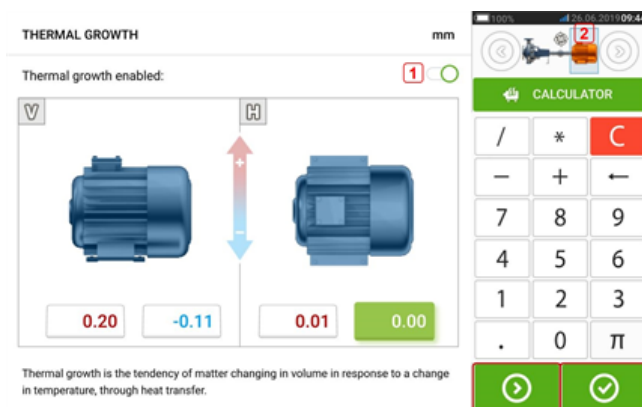 THERMAL GROWTH mm
100% 26.06.2019 09:44
Thermal growth enabled: 1
2
CALCULATOR
V H
+
−
/ * C
− + ←
7 8 9
4 5 6
1 2 3
. 0 π
0.20 -0.11 0.01 0.00
Thermal growth is the tendency of matter changing in volume in response to a change
in temperature, through heat transfer.